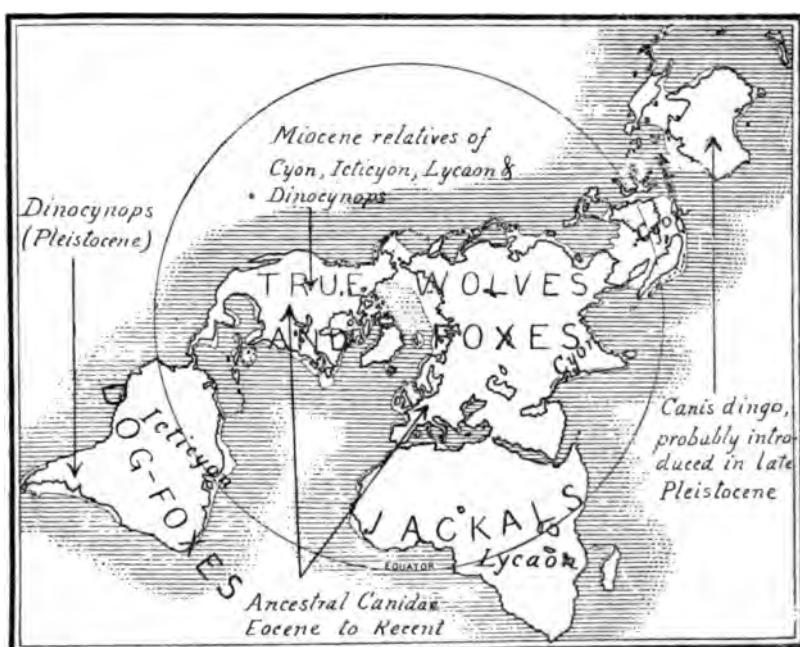 Miocene relatives of
Cyon, Icticyon, Lycaon &
Dinocynops
Dinocynops
(Pleistocene)
Cyon
TRUE WOLVES
AND FOXES
Cyon
Canis dingo,
probably intro-
duced in late
Pleistocene
Icticyon
OG-FOXES
JACKALS
Lycaon
EQUATOR
Ancestral Canidae
Eocene to Recent